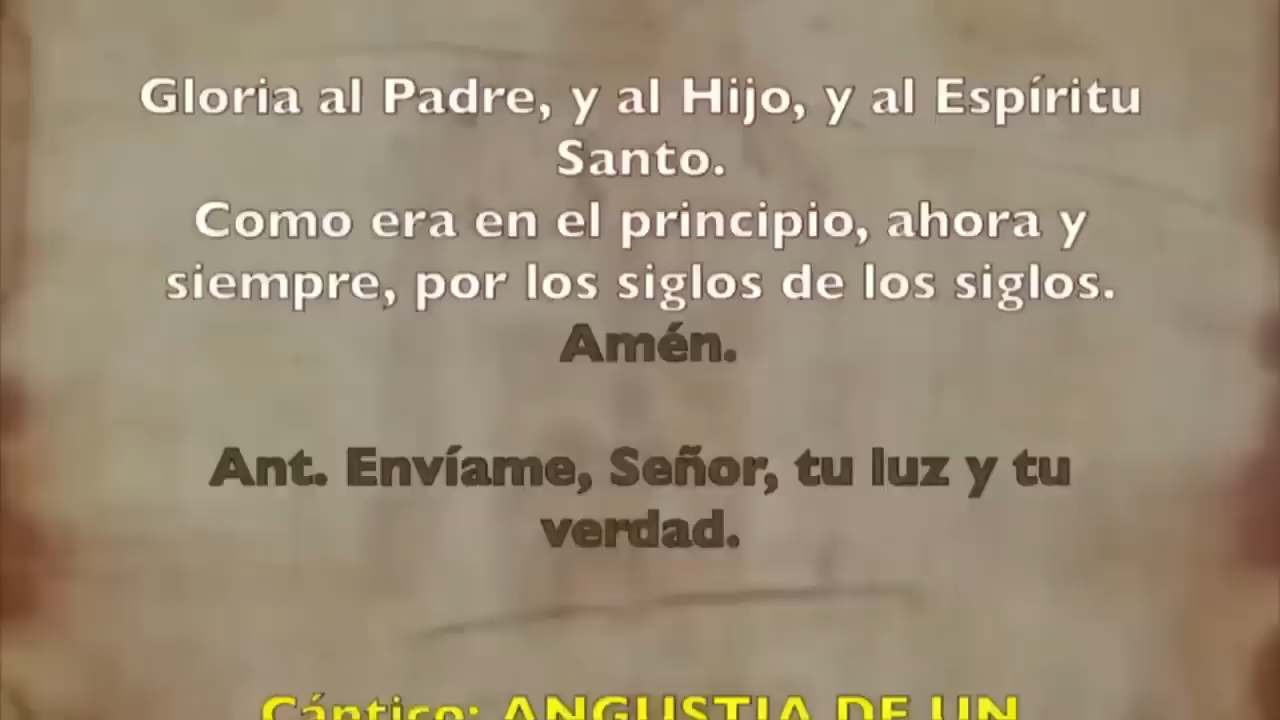 Gloria al Padre, y al Hijo, y al Espíritu
Santo.
Como era en el principio, ahora y
siempre, por los siglos de los siglos.
Amén.
Ant. Envíame, Señor, tu luz y tu
verdad.
Cántico: ANGUSTIA DE UN